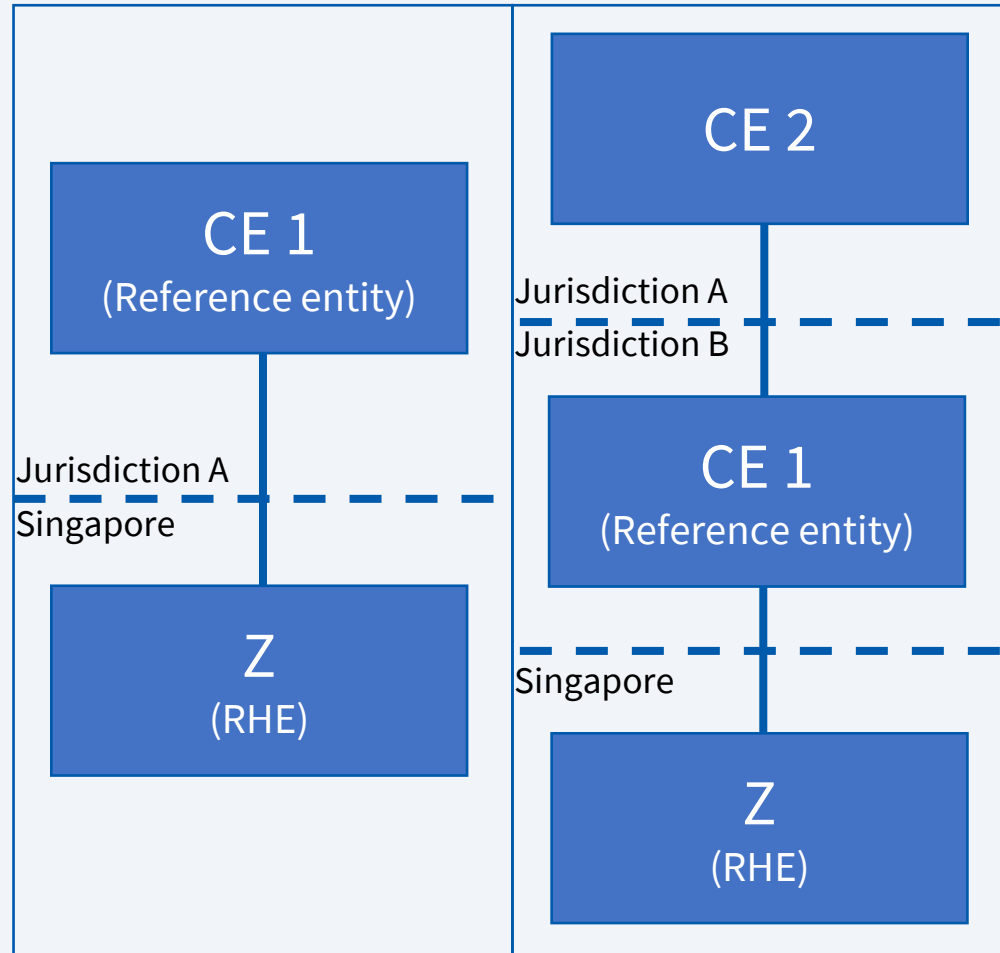 CE 1
(Reference entity)
Jurisdiction A
Singapore
Z
(RHE)
CE 2
Jurisdiction A
Jurisdiction B
CE 1
(Reference entity)
Singapore
Z
(RHE)